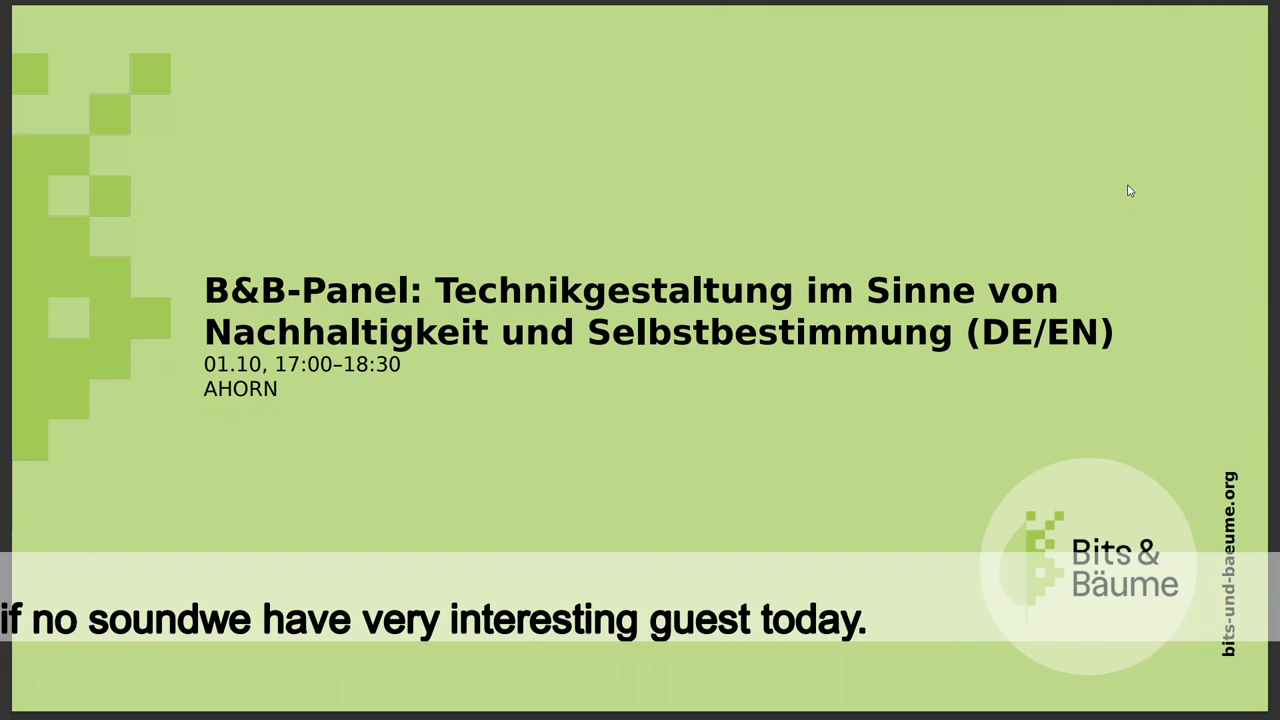 B&B-Panel: Technikgestaltung im Sinne von
Nachhaltigkeit und Selbstbestimmung (DE/EN)
01.10, 17:00–18:30
AHORN
Bits &
Bäume
bits-und-baeume.org
if no soundwe have very interesting guest today.